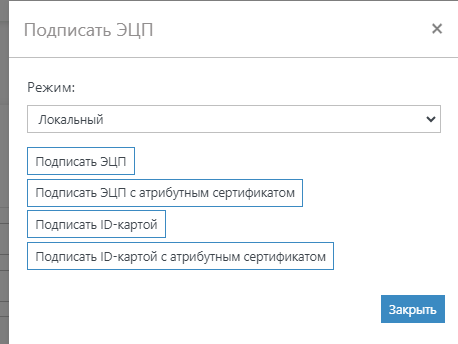 Подписать ЭЦП
×
Режим:
Локальный
Подписать ЭЦП
Подписать ЭЦП с атрибутным сертификатом
Подписать ID-картой
Подписать ID-картой с атрибутным сертификатом
Закрыть